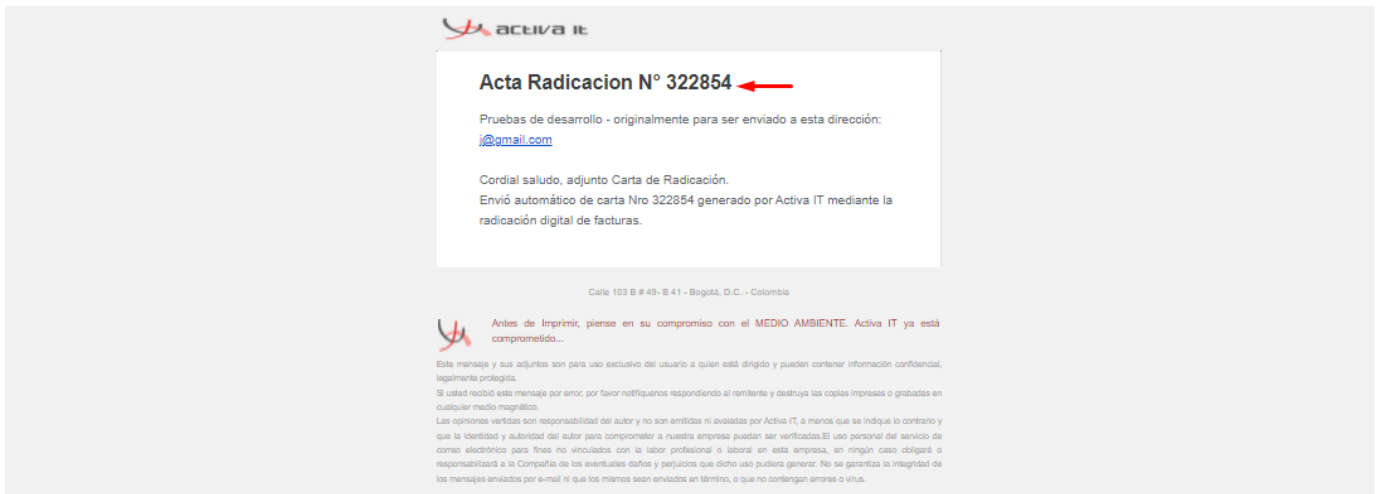 activa it
Acta Radicacion N° 322854
Pruebas de desarrollo - originalmente para ser enviado a esta dirección:
j@gmail.com
Cordial saludo, adjunto Carta de Radicación.
Envió automático de carta Nro 322854 generado por Activa IT mediante la
radicación digital de facturas.
Calle 103 B # 49- B 41 - Bogotá, D.C. - Colombia
Antes de Imprimir, piense en su compromiso con el MEDIO AMBIENTE. Activa IT ya está
comprometido...
Este mensaje y sus adjuntos son para uso exclusivo del usuario a quien está dirigido y pueden contener información confidencial,
legalmente protegida.
Si usted recibió este mensaje por error, por favor notifíquenos respondiendo al remitente y destruya las copias impresas o grabadas en
cualquier medio magnético.
Las opiniones vertidas son responsabilidad del autor y no son emitidas ni avaladas por Activa IT, a menos que se indique lo contrario y
que la identidad y autoridad del autor para comprometer a nuestra empresa puedan ser verificadas.El uso personal del servicio de
correo electrónico para fines no vinculados con la labor profesional o laboral en esta empresa, en ningún caso obligará o
responsabilizará a la Compañía de los eventuales daños y perjuicios que dicho uso pudiera generar. No se garantiza la integridad de
los mensajes enviados por e-mail ni que los mismos sean enviados en término, o que no contengan errores o virus.